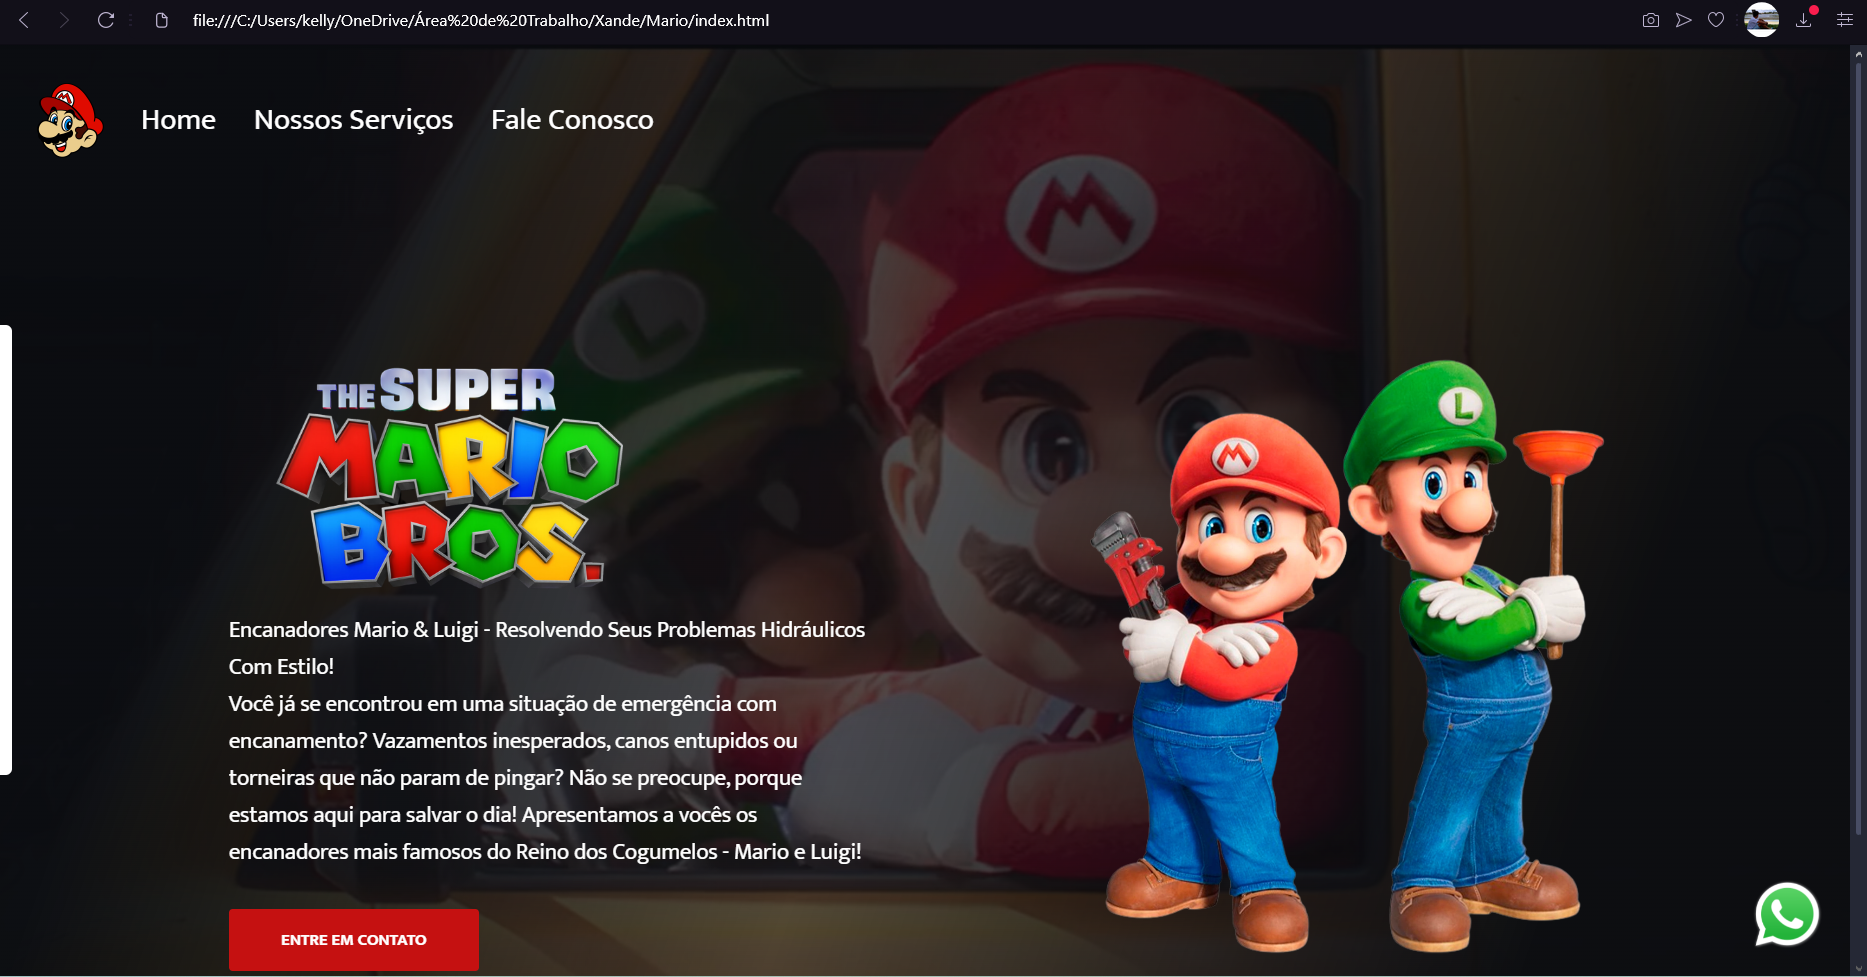 file:///C:/Users/kelly/OneDrive/Área%20de%20Trabalho/Xande/Mario/index.html
Home Nossos Serviços Fale Conosco
M
L
M
L
M
THE SUPER
MARIO
BROS.
Encanadores Mario & Luigi - Resolvendo Seus Problemas Hidráulicos
Com Estilo!
Você já se encontrou em uma situação de emergência com
encanamento? Vazamentos inesperados, canos entupidos ou
torneiras que não param de pingar? Não se preocupe, porque
estamos aqui para salvar o dia! Apresentamos a vocês os
encanadores mais famosos do Reino dos Cogumelos - Mario e Luigi!
ENTRE EM CONTATO